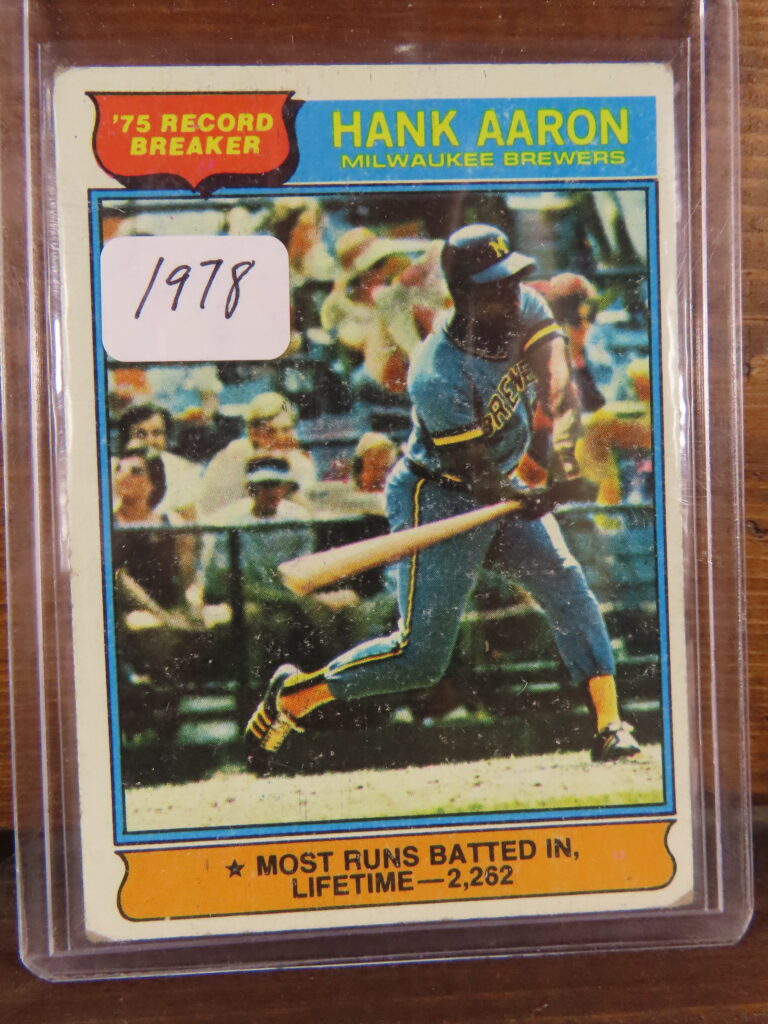 '75 RECORD
BREAKER
HANK AARON
MILWAUKEE BREWERS
1978
M
BREWE
★ MOST RUNS BATTED IN,
LIFETIME—2,262